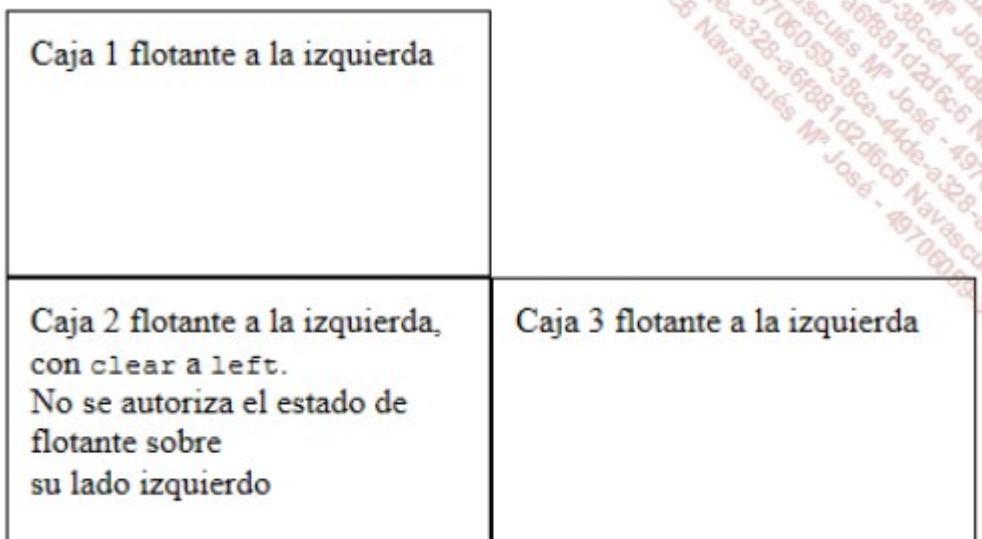 Caja 1 flotante a la izquierda
Caja 2 flotante a la izquierda,
con clear a left.
No se autoriza el estado de
flotante sobre
su lado izquierdo
Caja 3 flotante a la izquierda